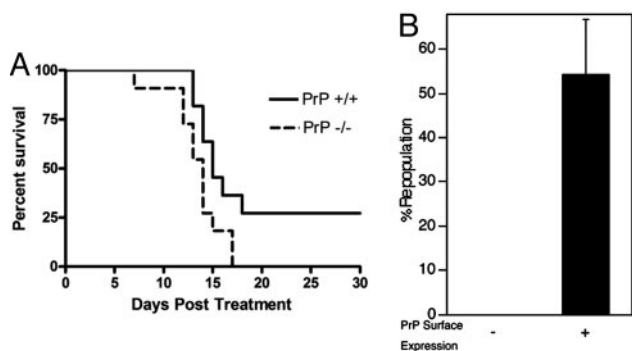 A
100
75
50
25
0
Percent survival
PrP +/+
PrP -/-
0 5 10 15 20 25 30
Days Post Treatment
B
60
50
40
30
20
10
0
%Repopulation
PrP Surface
Expression
- +